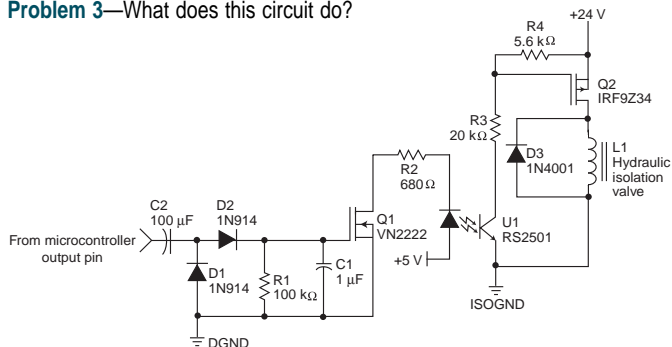 Problem 3—What does this circuit do?
+24 V
R4
5.6 kΩ
Q2
IRF9Z34
R3
20 kΩ
D3
1N4001
L1
Hydraulic
isolation
valve
R2
680 Ω
C2
100 µF
D2
1N914
Q1
VN2222
U1
RS2501
From microcontroller
output pin
+5 V
D1
1N914
R1
100 kΩ
C1
1 µF
ISOGND
DGND